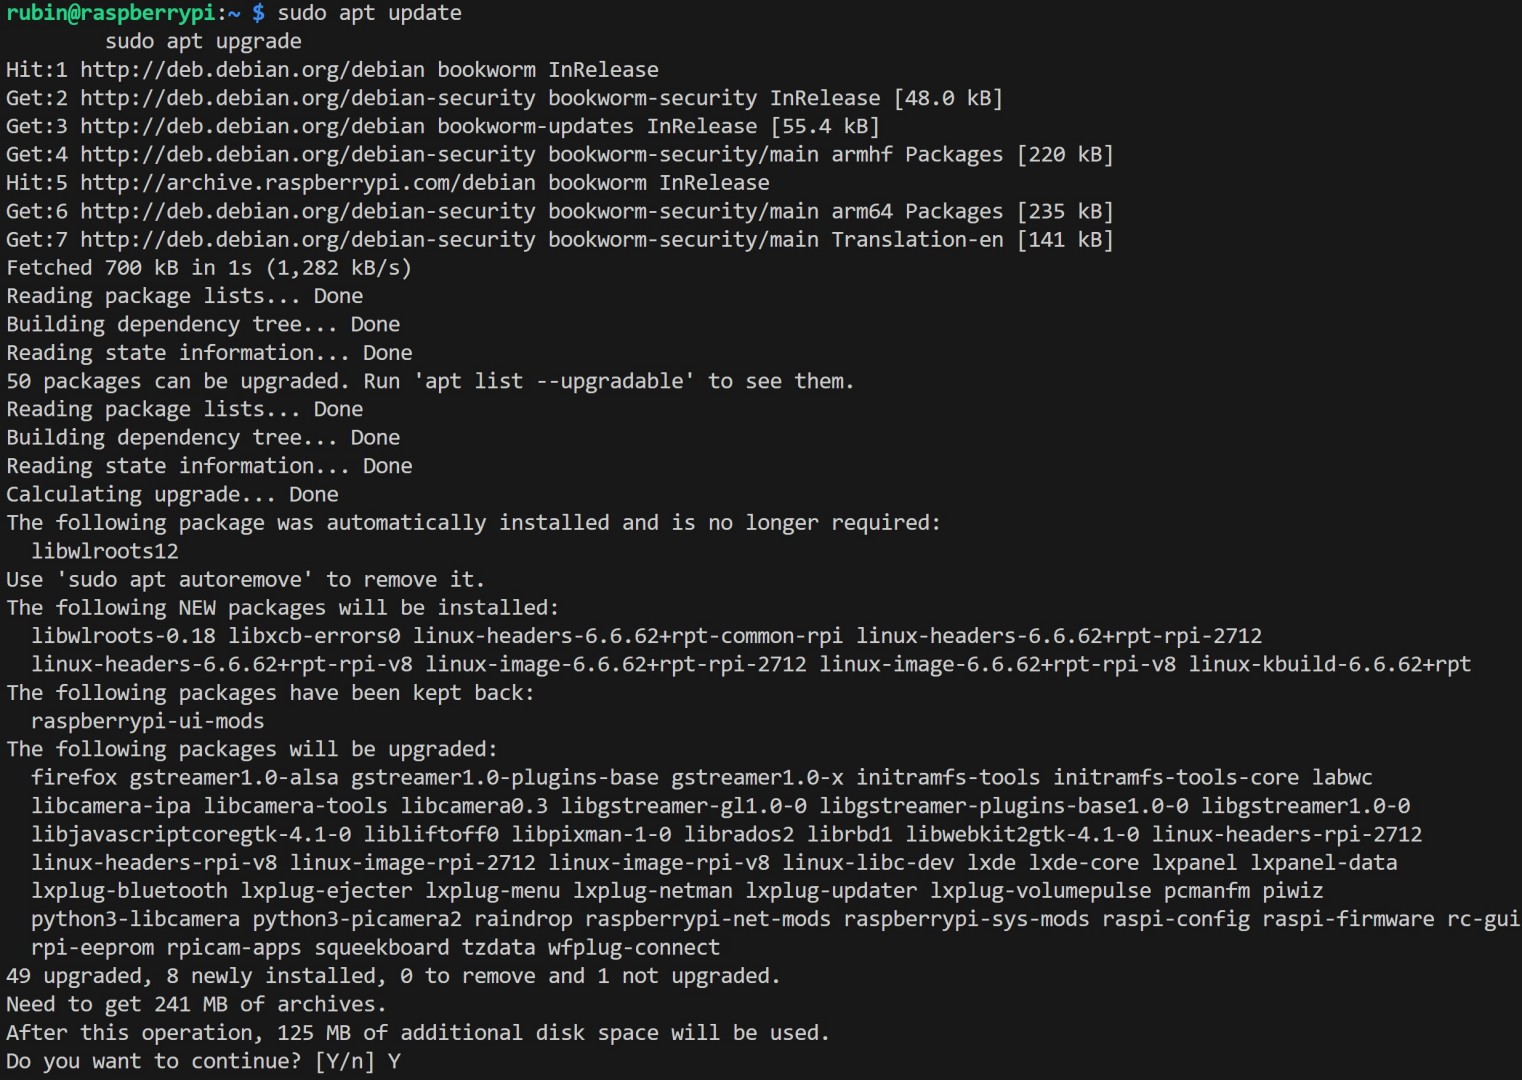 rubin@raspberrypi:~ $ sudo apt update
        sudo apt upgrade
Hit:1 http://deb.debian.org/debian bookworm InRelease
Get:2 http://deb.debian.org/debian-security bookworm-security InRelease [48.0 kB]
Get:3 http://deb.debian.org/debian bookworm-updates InRelease [55.4 kB]
Get:4 http://deb.debian.org/debian-security bookworm-security/main armhf Packages [220 kB]
Hit:5 http://archive.raspberrypi.com/debian bookworm InRelease
Get:6 http://deb.debian.org/debian-security bookworm-security/main arm64 Packages [235 kB]
Get:7 http://deb.debian.org/debian-security bookworm-security/main Translation-en [141 kB]
Fetched 700 kB in 1s (1,282 kB/s)
Reading package lists... Done
Building dependency tree... Done
Reading state information... Done
50 packages can be upgraded. Run 'apt list --upgradable' to see them.
Reading package lists... Done
Building dependency tree... Done
Reading state information... Done
Calculating upgrade... Done
The following package was automatically installed and is no longer required:
  libwlroots12
Use 'sudo apt autoremove' to remove it.
The following NEW packages will be installed:
  libwlroots-0.18 libxcb-errors0 linux-headers-6.6.62+rpt-common-rpi linux-headers-6.6.62+rpt-rpi-2712
  linux-headers-6.6.62+rpt-rpi-v8 linux-image-6.6.62+rpt-rpi-2712 linux-image-6.6.62+rpt-rpi-v8 linux-kbuild-6.6.62+rpt
The following packages have been kept back:
  raspberrypi-ui-mods
The following packages will be upgraded:
  firefox gstreamer1.0-alsa gstreamer1.0-plugins-base gstreamer1.0-x initramfs-tools initramfs-tools-core labwc
  libcamera-ipa libcamera-tools libcamera0.3 libgstreamer-gl1.0-0 libgstreamer-plugins-base1.0-0 libgstreamer1.0-0
  libjavascriptcoregtk-4.1-0 libliftoff0 libpixman-1-0 librados2 librbd1 libwebkit2gtk-4.1-0 linux-headers-rpi-2712
  linux-headers-rpi-v8 linux-image-rpi-2712 linux-image-rpi-v8 linux-libc-dev lxde lxde-core lxpanel lxpanel-data
  lxplug-bluetooth lxplug-ejecter lxplug-menu lxplug-netman lxplug-updater lxplug-volumepulse pcmanfm piwiz
  python3-libcamera python3-picamera2 raindrop raspberrypi-net-mods raspberrypi-sys-mods raspi-config raspi-firmware rc-gui
  rpi-eeprom rpicam-apps squeekboard tzdata wfplug-connect
49 upgraded, 8 newly installed, 0 to remove and 1 not upgraded.
Need to get 241 MB of archives.
After this operation, 125 MB of additional disk space will be used.
Do you want to continue? [Y/n] Y